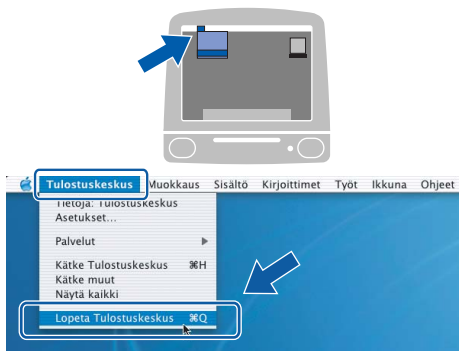 Tulostuskeskus Muokkaus Sisältö Kirjoittimet Työt Ikkuna Ohjeet
Tietoja: Tulostuskeskus
Asetukset...
Palvelut
Kätke Tulostuskeskus ⌘H
Kätke muut
Näytä kaikki
Lopeta Tulostuskeskus ⌘Q